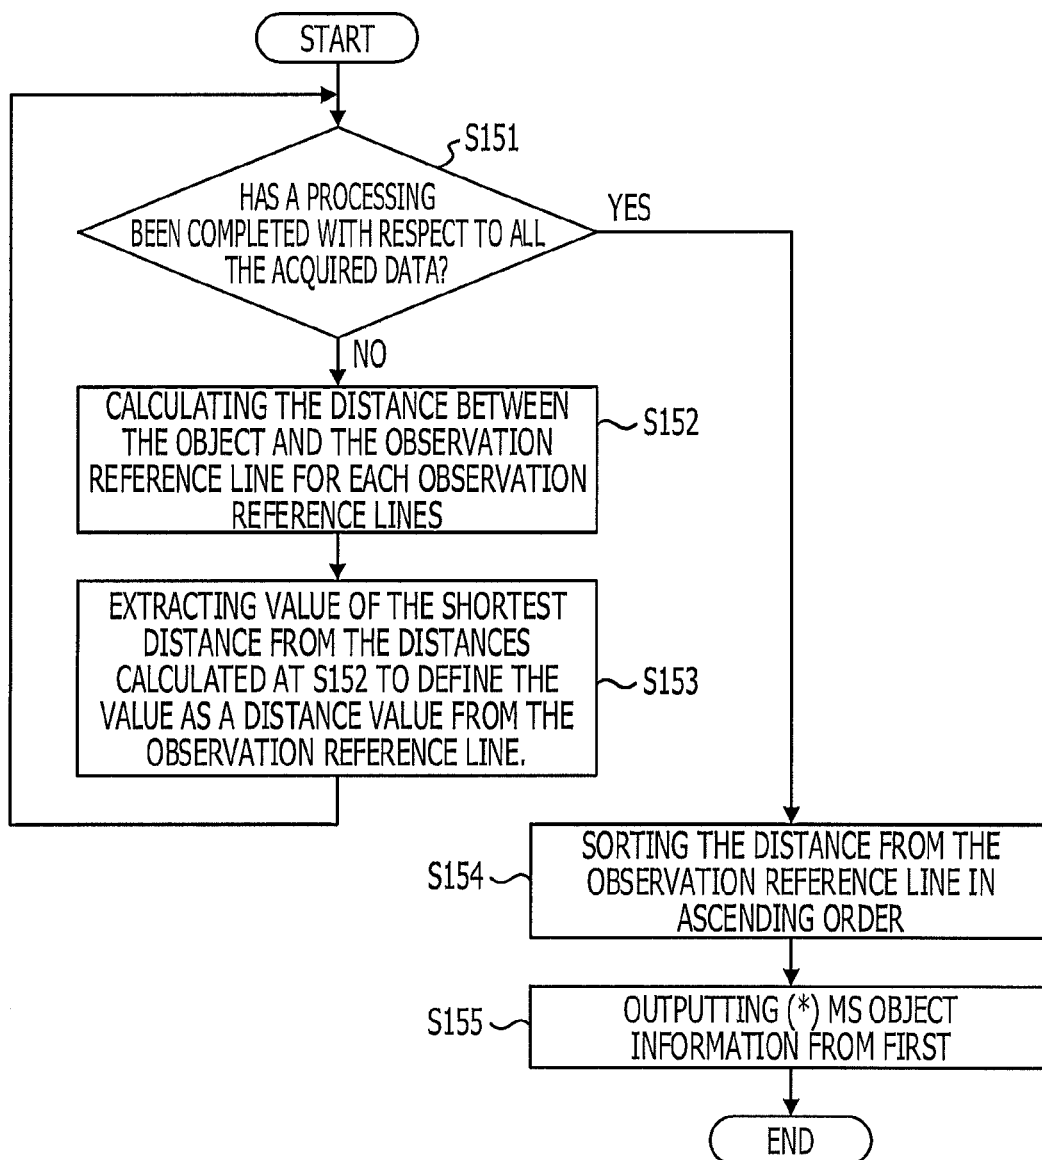 START
S151
HAS A PROCESSING
BEEN COMPLETED WITH RESPECT TO ALL
THE ACQUIRED DATA?
YES
NO
CALCULATING THE DISTANCE BETWEEN
THE OBJECT AND THE OBSERVATION
REFERENCE LINE FOR EACH OBSERVATION
REFERENCE LINES
S152
EXTRACTING VALUE OF THE SHORTEST
DISTANCE FROM THE DISTANCES
CALCULATED AT S152 TO DEFINE THE
VALUE AS A DISTANCE VALUE FROM THE
OBSERVATION REFERENCE LINE.
S153
S154
SORTING THE DISTANCE FROM THE
OBSERVATION REFERENCE LINE IN
ASCENDING ORDER
S155
OUTPUTTING (*) MS OBJECT
INFORMATION FROM FIRST
END